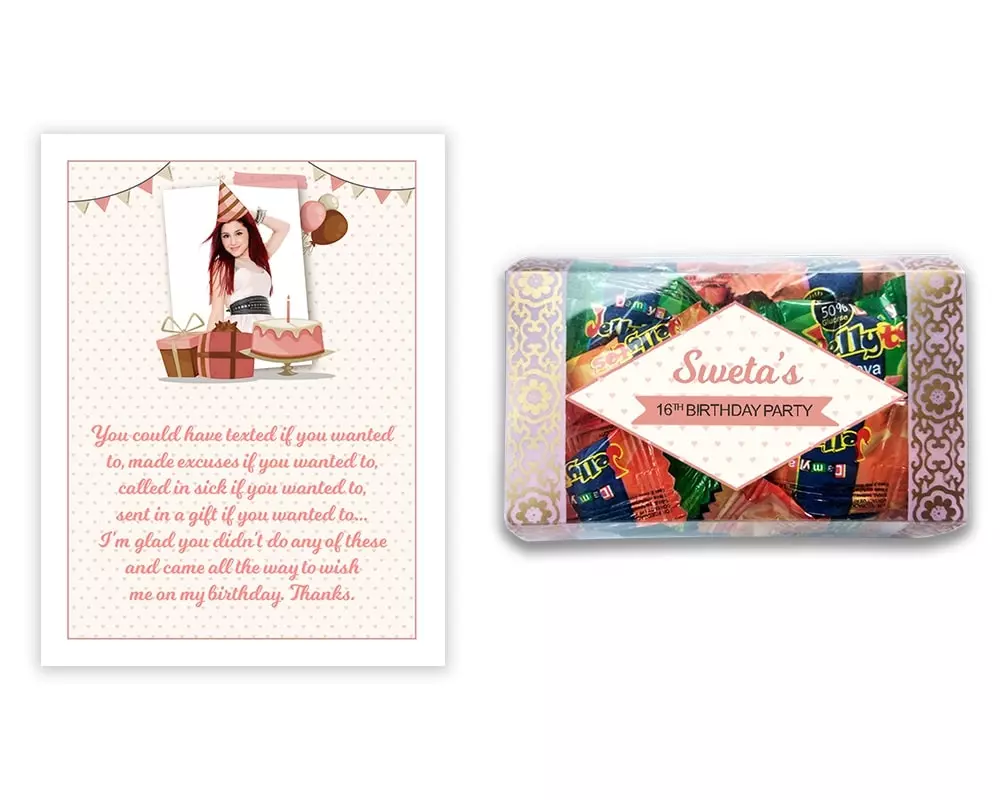 You could have texted if you wanted
to, made excuses if you wanted to,
called in sick if you wanted to,
sent in a gift if you wanted to...
I'm glad you didn't do any of these
and came all the way to wish
me on my birthday. Thanks.
Sweta's
16TH BIRTHDAY PARTY
50%